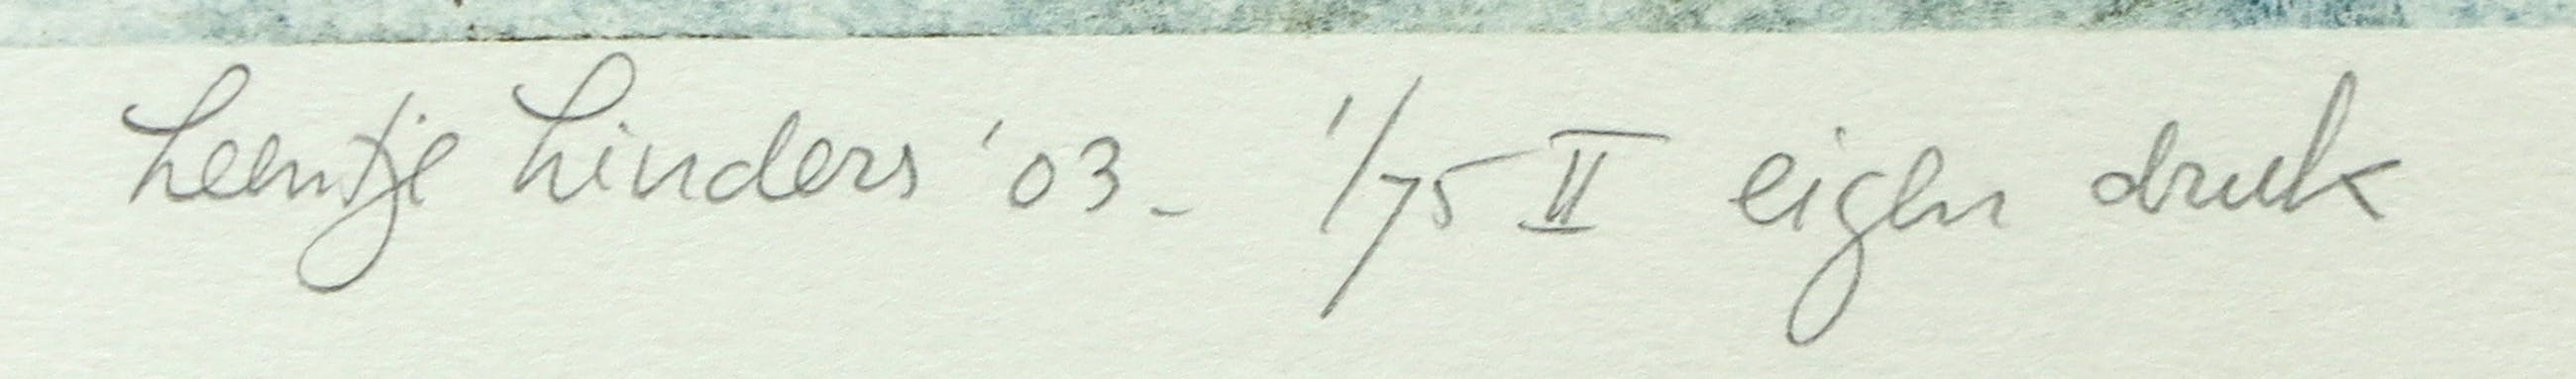 Leentje Linders '03- 1/75 II eigen druk